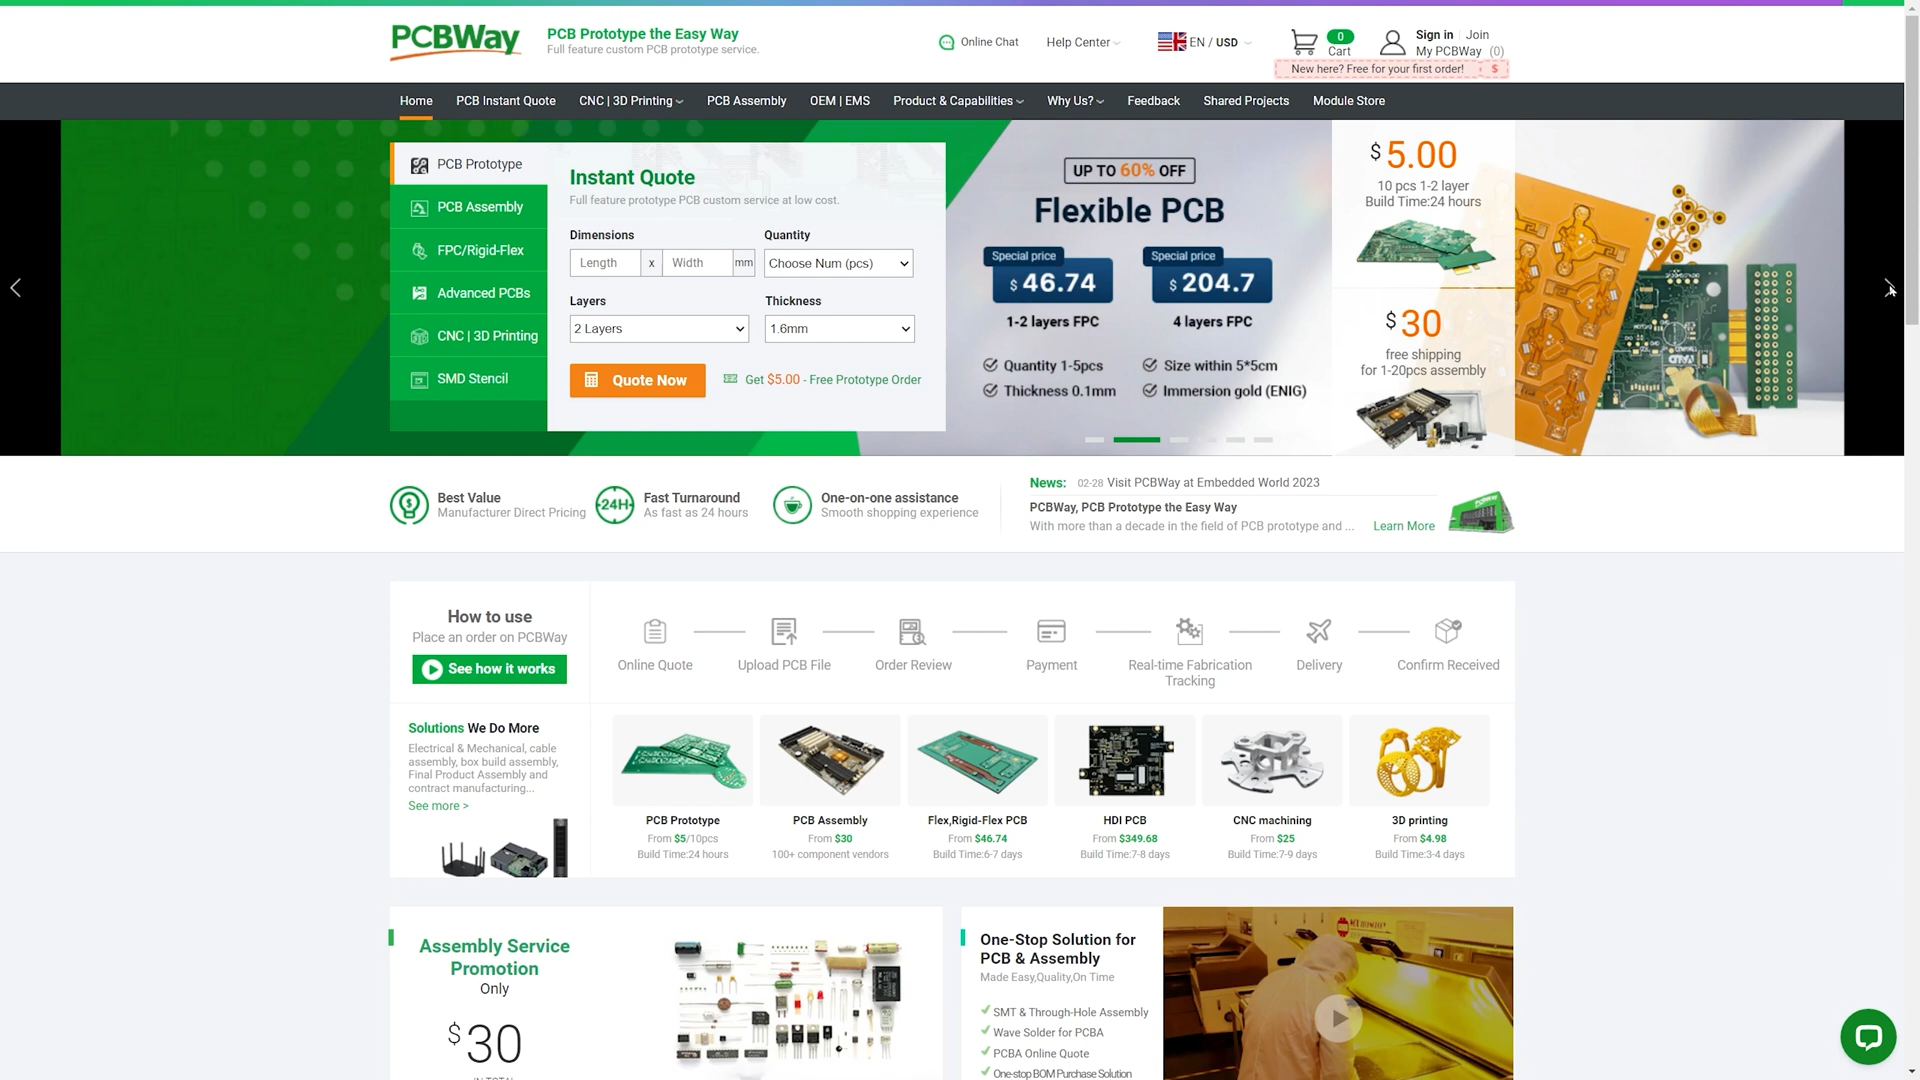 PCBWay
PCB Prototype the Easy Way
Full feature custom PCB prototype service.
Online Chat
Help Center
EN / USD
0
Cart
Sign in
Join
My PCBWay (0)
New here? Free for your first order!
$
Home
PCB Instant Quote
CNC | 3D Printing
PCB Assembly
OEM | EMS
Product & Capabilities
Why Us?
Feedback
Shared Projects
Module Store
PCB Prototype
PCB Assembly
FPC/Rigid-Flex
Advanced PCBs
CNC | 3D Printing
SMD Stencil
Instant Quote
Full feature prototype PCB custom service at low cost.
Dimensions
Quantity
Length
x
Width
mm
Choose Num (pcs)
Layers
Thickness
2 Layers
1.6mm
Quote Now
Get $5.00 - Free Prototype Order
UP TO 60% OFF
Flexible PCB
Special price
$ 46.74
1-2 layers FPC
Special price
$ 204.7
4 layers FPC
Quantity 1-5pcs
Size within 5*5cm
Thickness 0.1mm
Immersion gold (ENIG)
$ 5.00
10 pcs 1-2 layer
Build Time:24 hours
$ 30
free shipping
for 1-20pcs assembly
Best Value
Manufacturer Direct Pricing
24H
Fast Turnaround
As fast as 24 hours
One-on-one assistance
Smooth shopping experience
News: 02-28 Visit PCBWay at Embedded World 2023
PCBWay, PCB Prototype the Easy Way
With more than a decade in the field of PCB prototype and ...
Learn More
How to use
Place an order on PCBWay
See how it works
Online Quote
Upload PCB File
Order Review
Payment
Real-time Fabrication
Tracking
Delivery
Confirm Received
Solutions We Do More
Electrical & Mechanical, cable
assembly, box build assembly,
Final Product Assembly and
contract manufacturing...
See more >
PCB Prototype
From $5/10pcs
Build Time:24 hours
PCB Assembly
From $30
100+ component vendors
Flex,Rigid-Flex PCB
From $46.74
Build Time:6-7 days
HDI PCB
From $349.68
Build Time:7-8 days
CNC machining
From $25
Build Time:7-9 days
3D printing
From $4.98
Build Time:3-4 days
Assembly Service
Promotion
Only
$30
IN TOTAL
One-Stop Solution for
PCB & Assembly
Made Easy,Quality,On Time
SMT & Through-Hole Assembly
Wave Solder for PCBA
PCBA Online Quote
One-stop BOM Purchase Solution